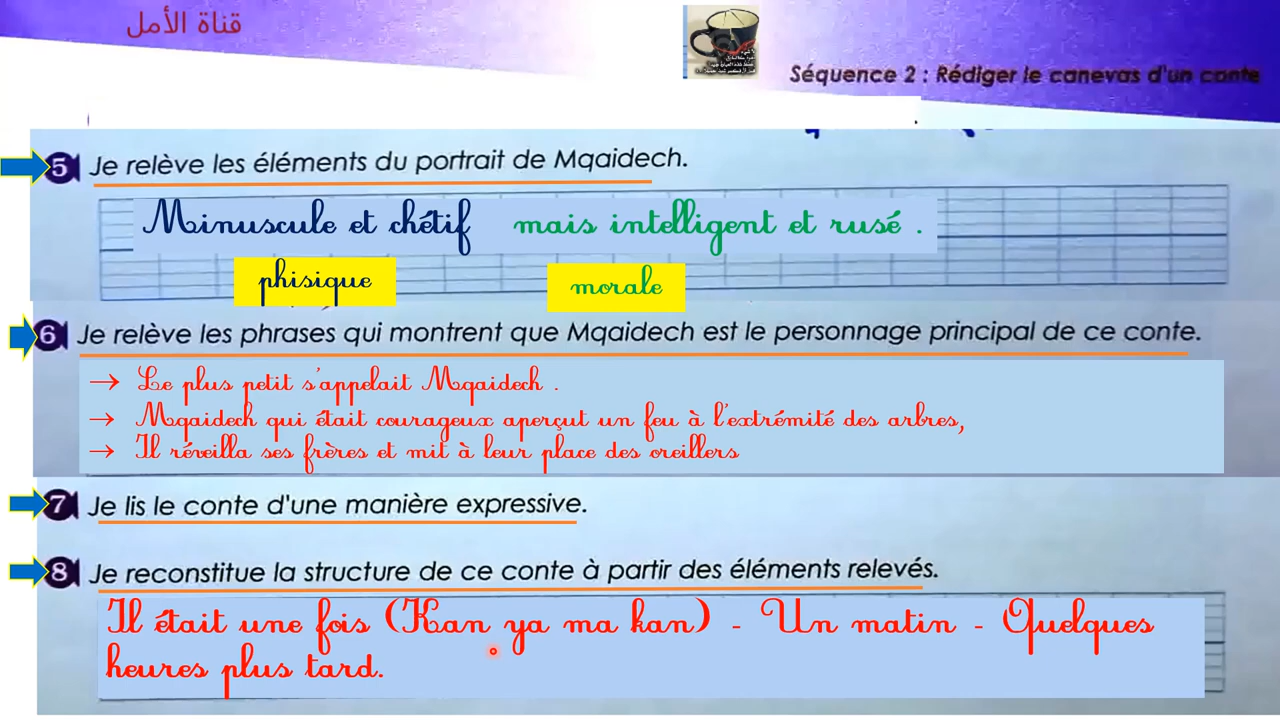 قناة الأمل
Séquence 2 : Rédiger le canevas d'un conte
5 Je relève les éléments du portrait de Mqaidech.
Minuscule et chétif mais intelligent et rusé .
phisique morale
6 Je relève les phrases qui montrent que Mqaidech est le personnage principal de ce conte.
→ Le plus petit s'appelait Mqaidech .
→ Mqaidech qui était courageux aperçut un feu à l'extrémité des arbres,
→ Il réveilla ses frères et mit à leur place des oreillers
7 Je lis le conte d'une manière expressive.
8 Je reconstitue la structure de ce conte à partir des éléments relevés.
Il était une fois (Kan ya ma kan) - Un matin - Quelques
heures plus tard.